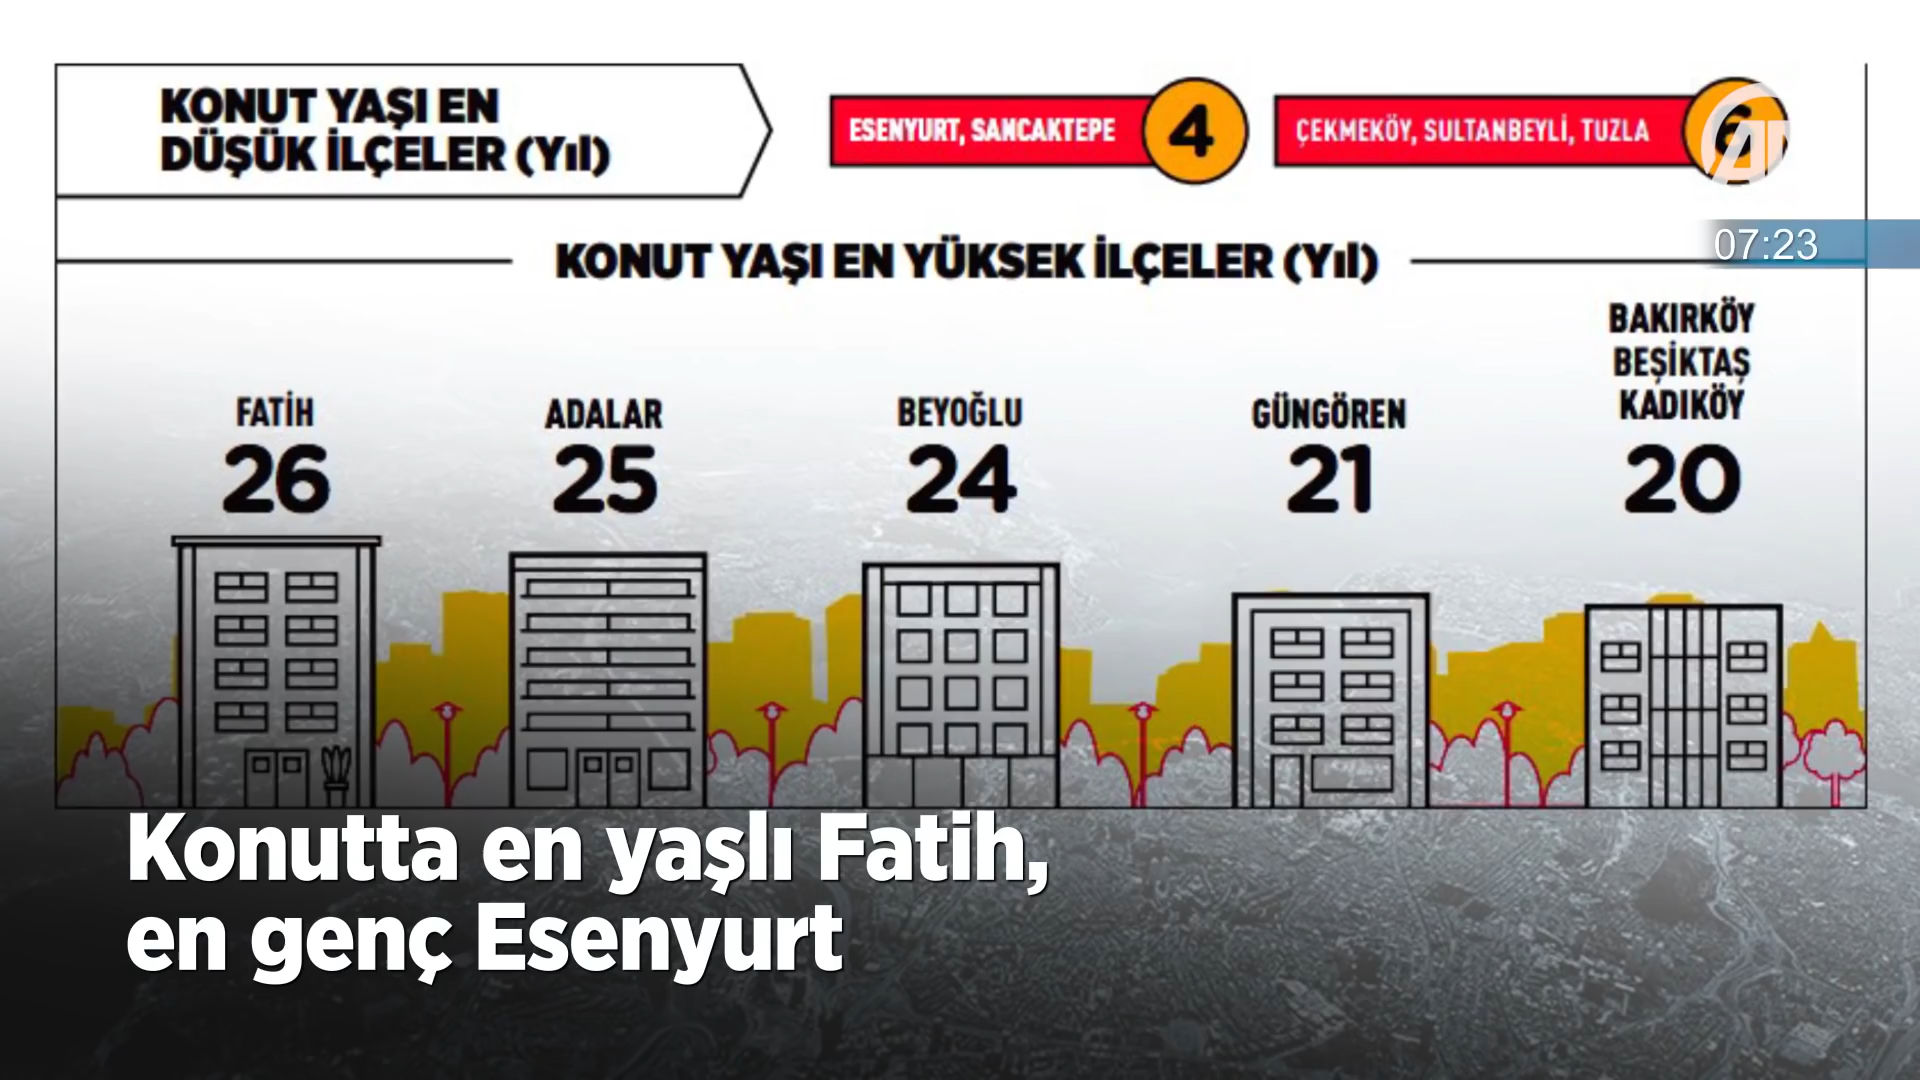 KONUT YAŞI EN
DÜŞÜK İLÇELER (Yıl)
ESENYURT, SANCAKTEPE
4
ÇEKMEKÖY, SULTANBEYLİ, TUZLA
6
07:23
KONUT YAŞI EN YÜKSEK İLÇELER (Yıl)
FATİH
26
ADALAR
25
BEYOĞLU
24
GÜNGÖREN
21
BAKIRKÖY
BEŞİKTAŞ
KADIKÖY
20
Konutta en yaşlı Fatih,
en genç Esenyurt